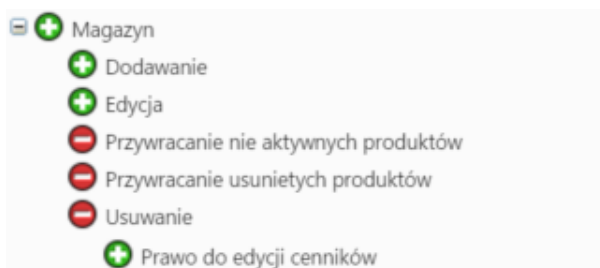 Magazyn
Dodawanie
Edycja
Przywracanie nie aktywnych produktów
Przywracanie usunietych produktów
Usuwanie
Prawo do edycji cenników